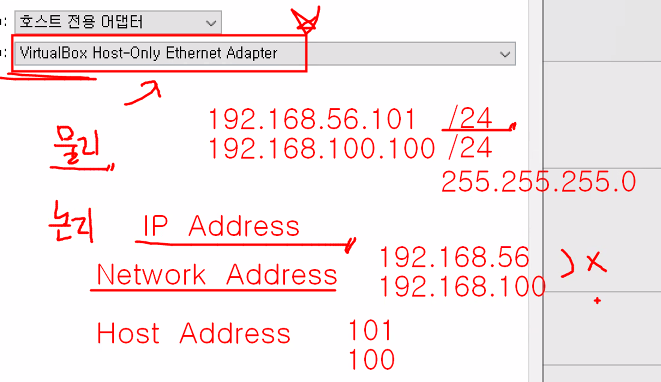 : 호스트 전용 어댑터
: VirtualBox Host-Only Ethernet Adapter
192.168.56.101 /24
물리
192.168.100.100 /24
255.255.255.0
논리
IP Address
192.168.56
Network Address
192.168.100
) X
Host Address
101
100